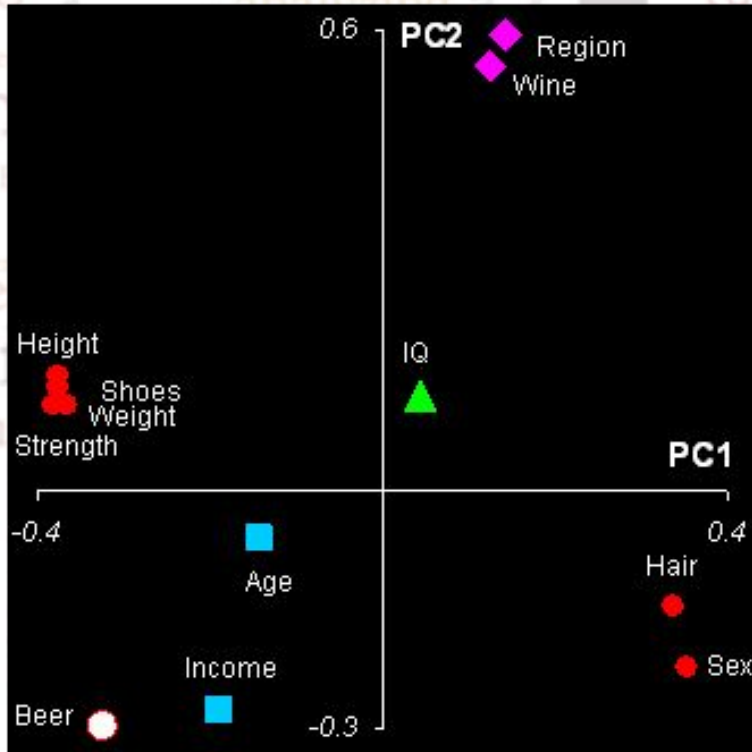 0.6 PC2
Region
Wine
Height
IQ
Shoes
Weight
Strength
PC1
-0.4
0.4
Hair
Age
Income
Sex
Beer
-0.3